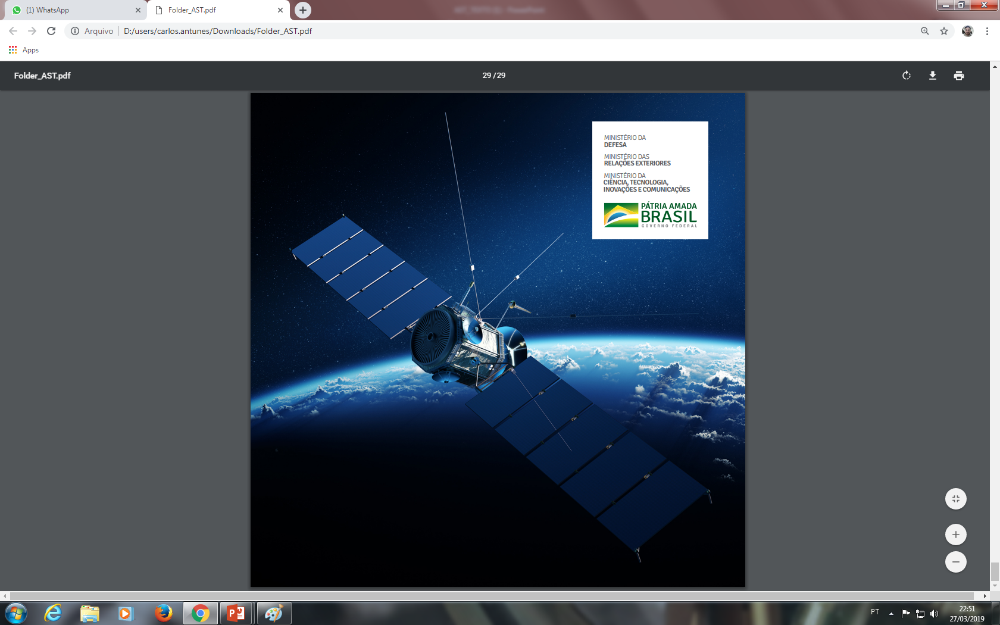 (1) WhatsApp
Folder_AST.pdf
Arquivo
D:/users/carlos.antunes/Downloads/Folder_AST.pdf
Apps
Folder_AST.pdf
29 / 29
MINISTÉRIO DA
DEFESA
MINISTÉRIO DAS
RELAÇÕES EXTERIORES
MINISTÉRIO DA
CIÊNCIA, TECNOLOGIA,
INOVAÇÕES E COMUNICAÇÕES
PÁTRIA AMADA
BRASIL
GOVERNO FEDERAL
PT
22:51
27/03/2019